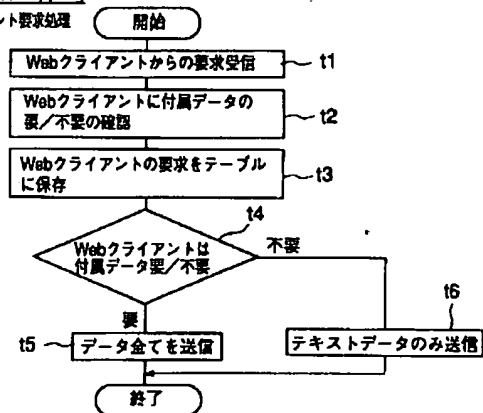 ント要求処理
開始
Webクライアントからの要求受信
t1
Webクライアントに付属データの
要／不要の確認
t2
Webクライアントの要求をテーブル
に保存
t3
t4
Webクライアントは
付属データ要／不要
不要
要
t6
t5
データ全てを送信
テキストデータのみ送信
終了